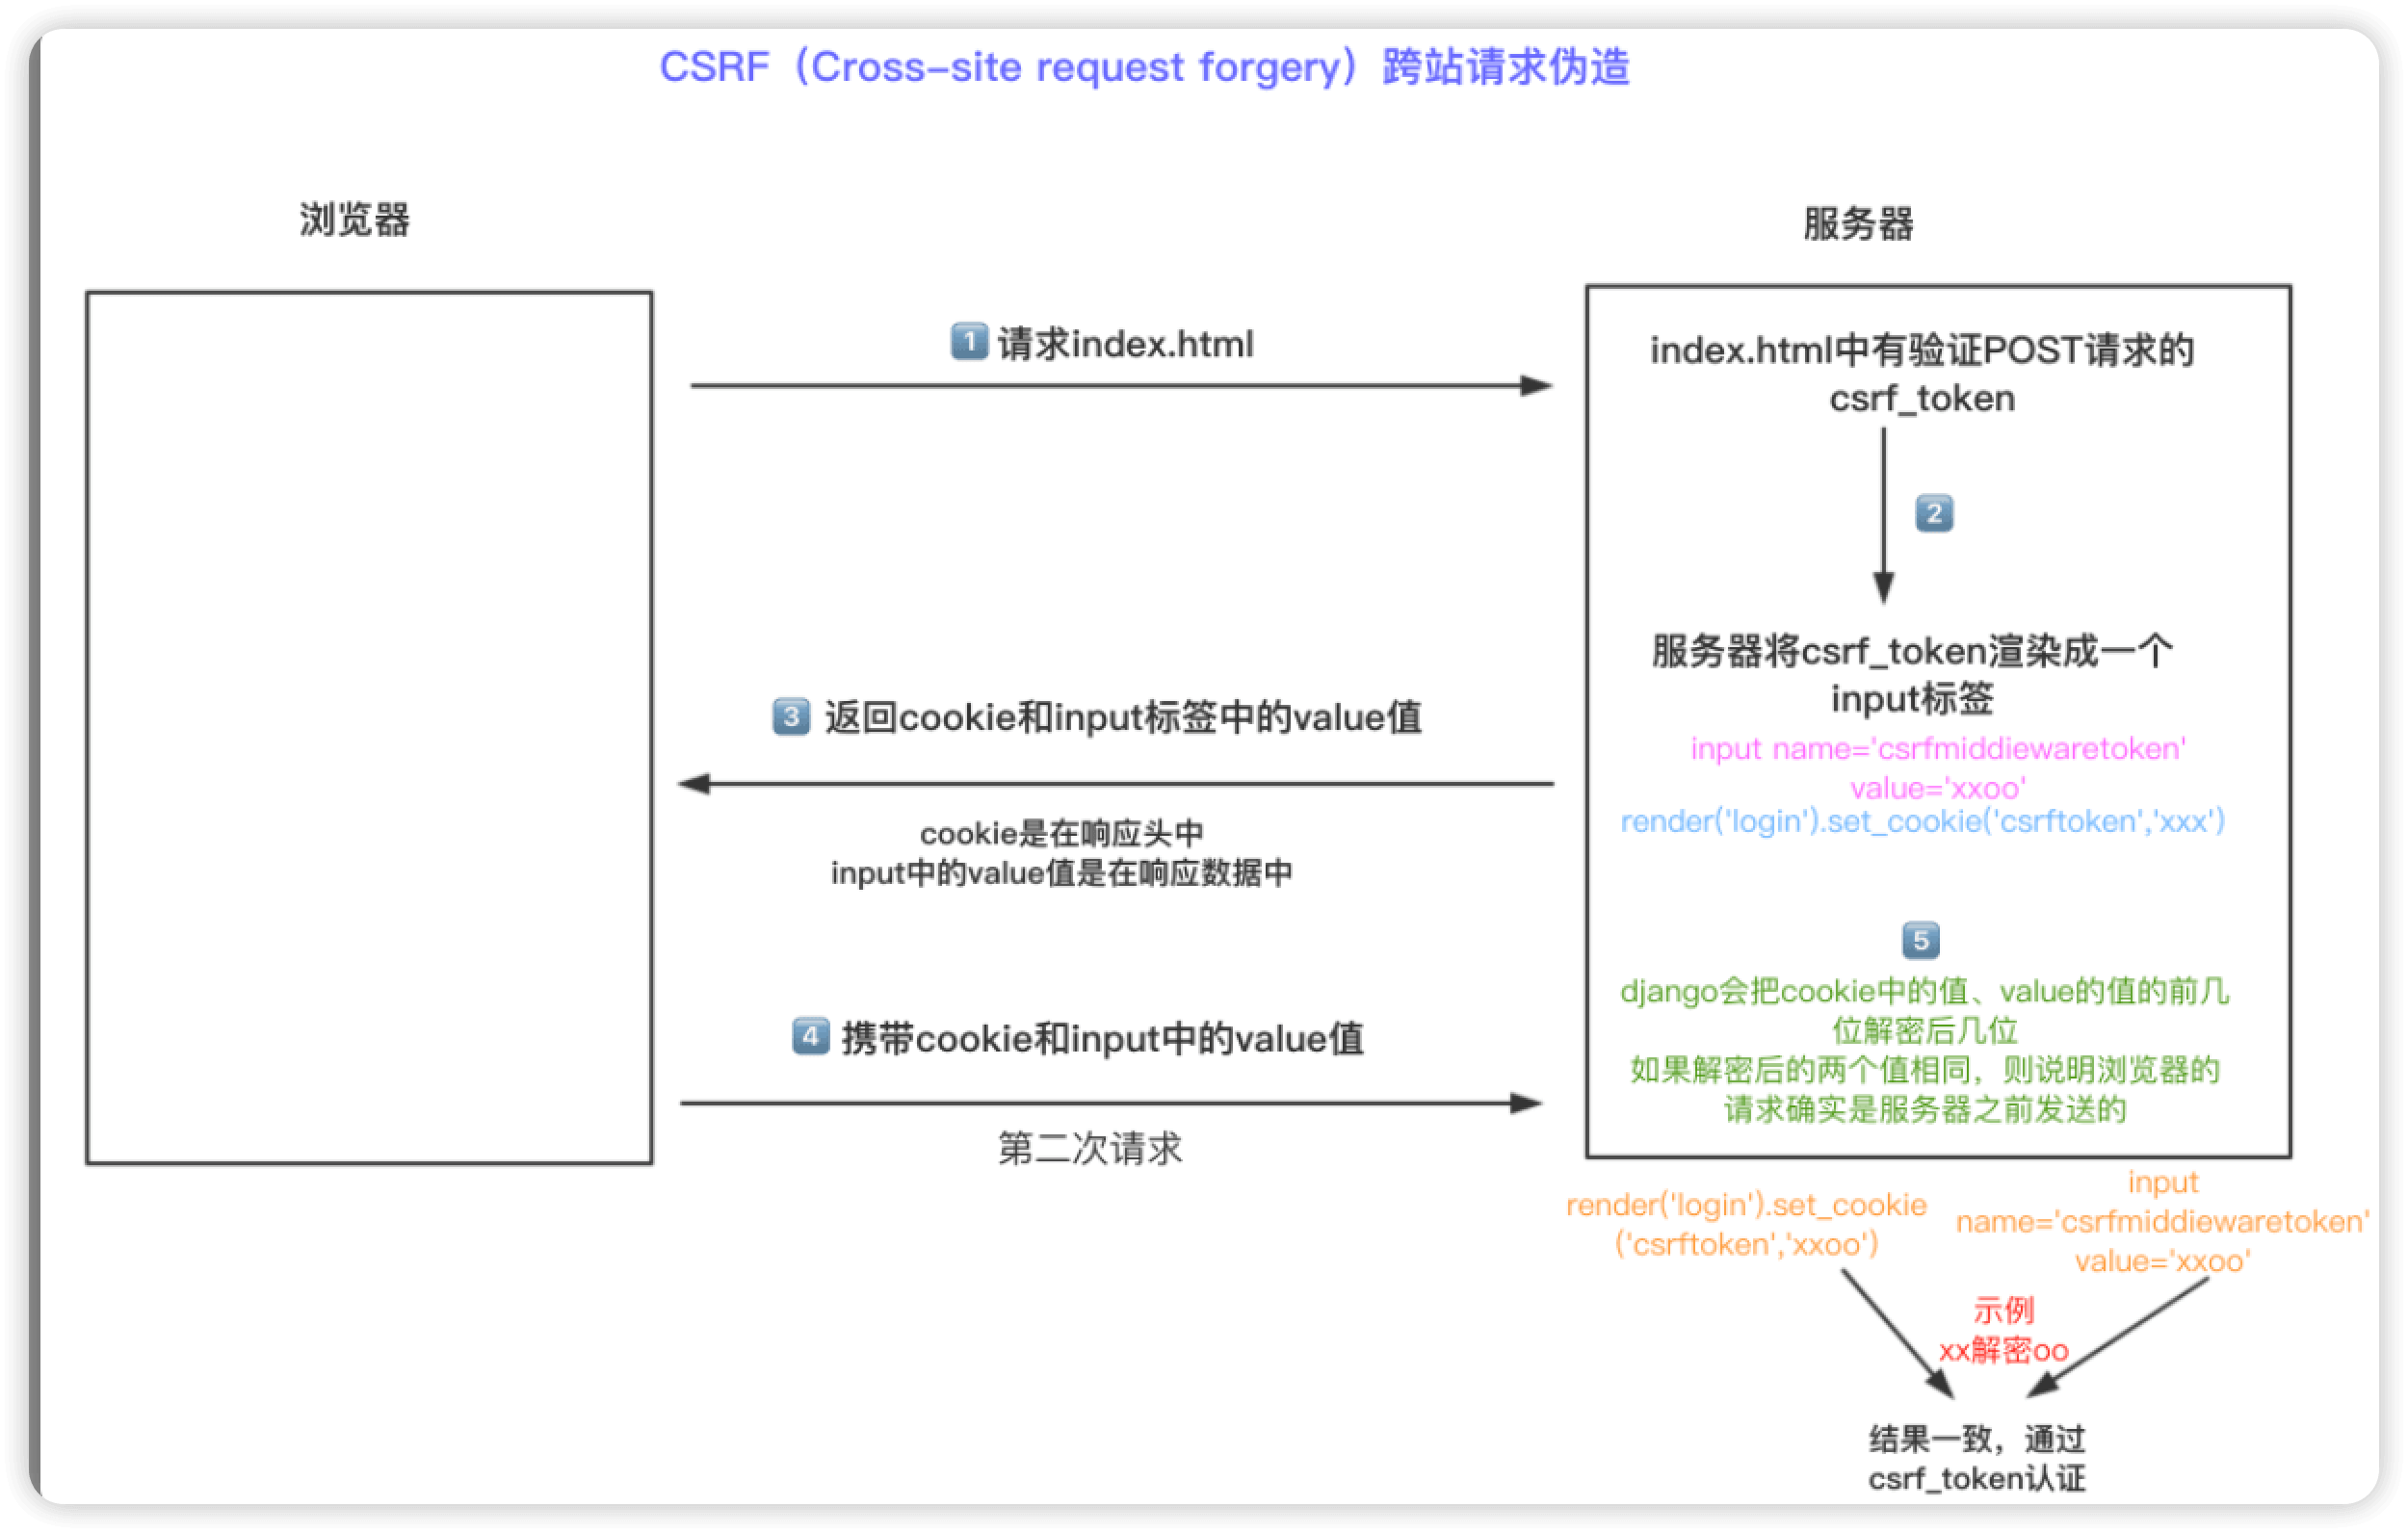 CSRF（Cross-site request forgery）跨站请求伪造
浏览器
服务器
1 请求index.html
index.html中有验证POST请求的
csrf_token
2
服务器将csrf_token渲染成一个
input标签
input name='csrfmiddiewaretoken'
value='xxoo'
render('login').set_cookie('csrftoken','xxx')
3 返回cookie和input标签中的value值
cookie是在响应头中
input中的value值是在响应数据中
4 携带cookie和input中的value值
第二次请求
5
django会把cookie中的值、value的值的前几
位解密后几位
如果解密后的两个值相同，则说明浏览器的
请求确实是服务器之前发送的
render('login').set_cookie
('csrftoken','xxoo')
input
name='csrfmiddiewaretoken'
value='xxoo'
示例
xx解密oo
结果一致，通过
csrf_token认证